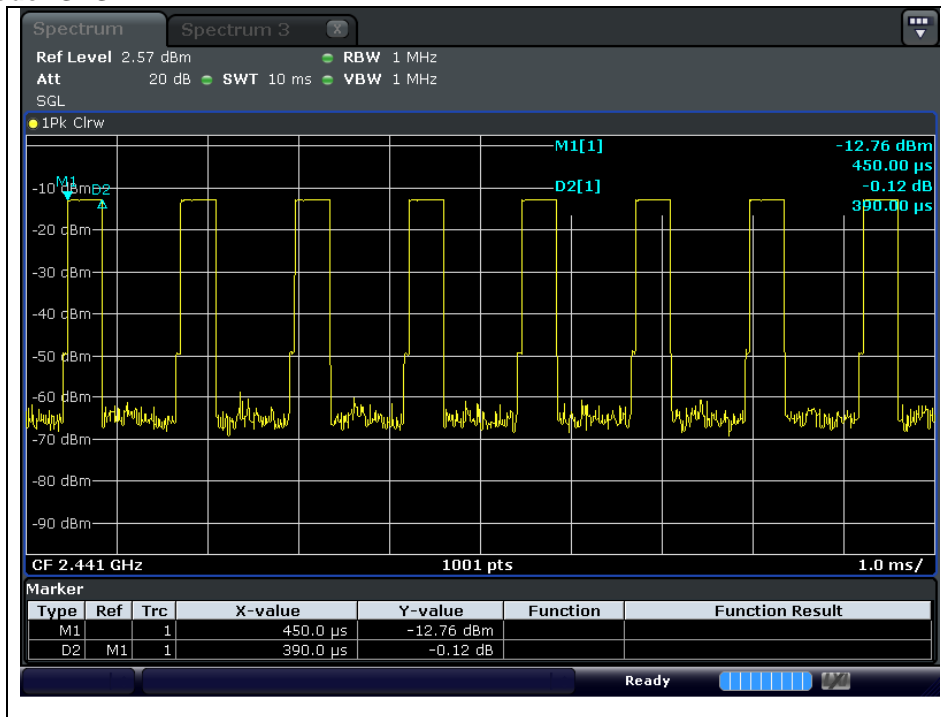 Spectrum Spectrum 3 X
Ref Level 2.57 dBm RBW 1 MHz
Att 20 dB SWT 10 ms VBW 1 MHz
SGL
1Pk Clrw
M1[1] -12.76 dBm
450.00 µs
D2[1] -0.12 dB
390.00 µs
M1
D2
-10 dBm
-20 dBm
-30 dBm
-40 dBm
-50 dBm
-60 dBm
-70 dBm
-80 dBm
-90 dBm
CF 2.441 GHz 1001 pts 1.0 ms/
Marker
Type Ref Trc X-value Y-value Function Function Result
M1 1 450.0 µs -12.76 dBm
D2 M1 1 390.0 µs -0.12 dB
Ready